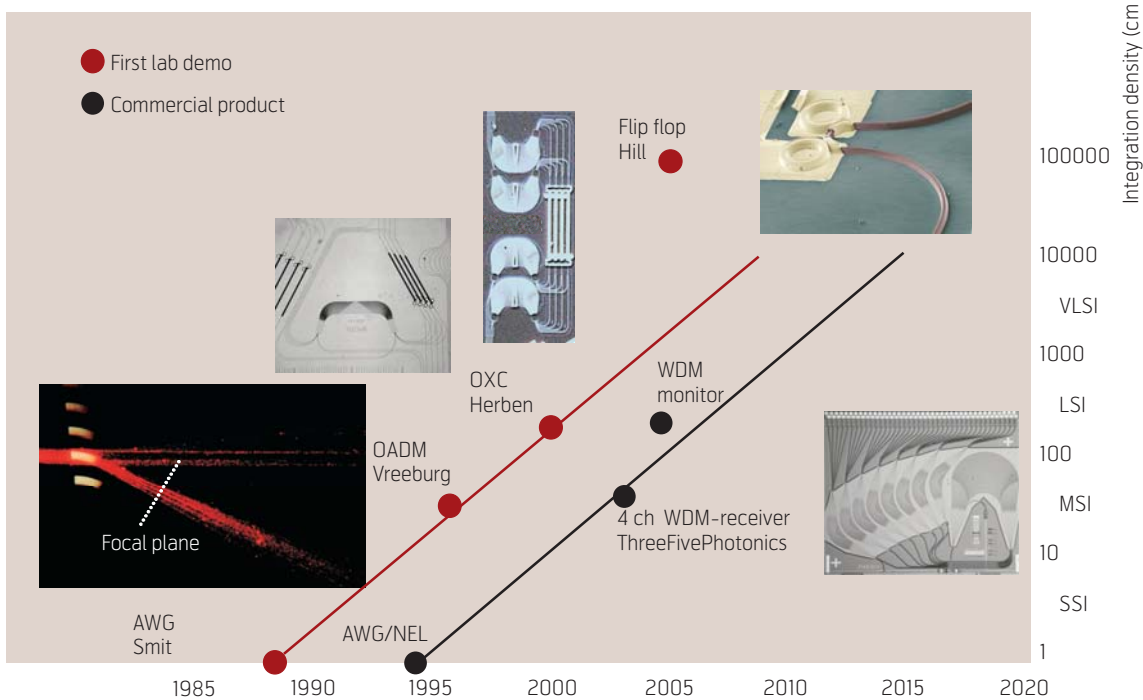 First lab demo
Commercial product
Integration density (cm
Flip flop
Hill
100000
10000
VLSI
1000
OXC
Herben
WDM
monitor
LSI
OADM
Vreeburg
100
MSI
4 ch WDM-receiver
ThreeFivePhotonics
Focal plane
10
SSI
AWG
Smit
AWG/NEL
1
1985 1990 1995 2000 2005 2010 2015 2020